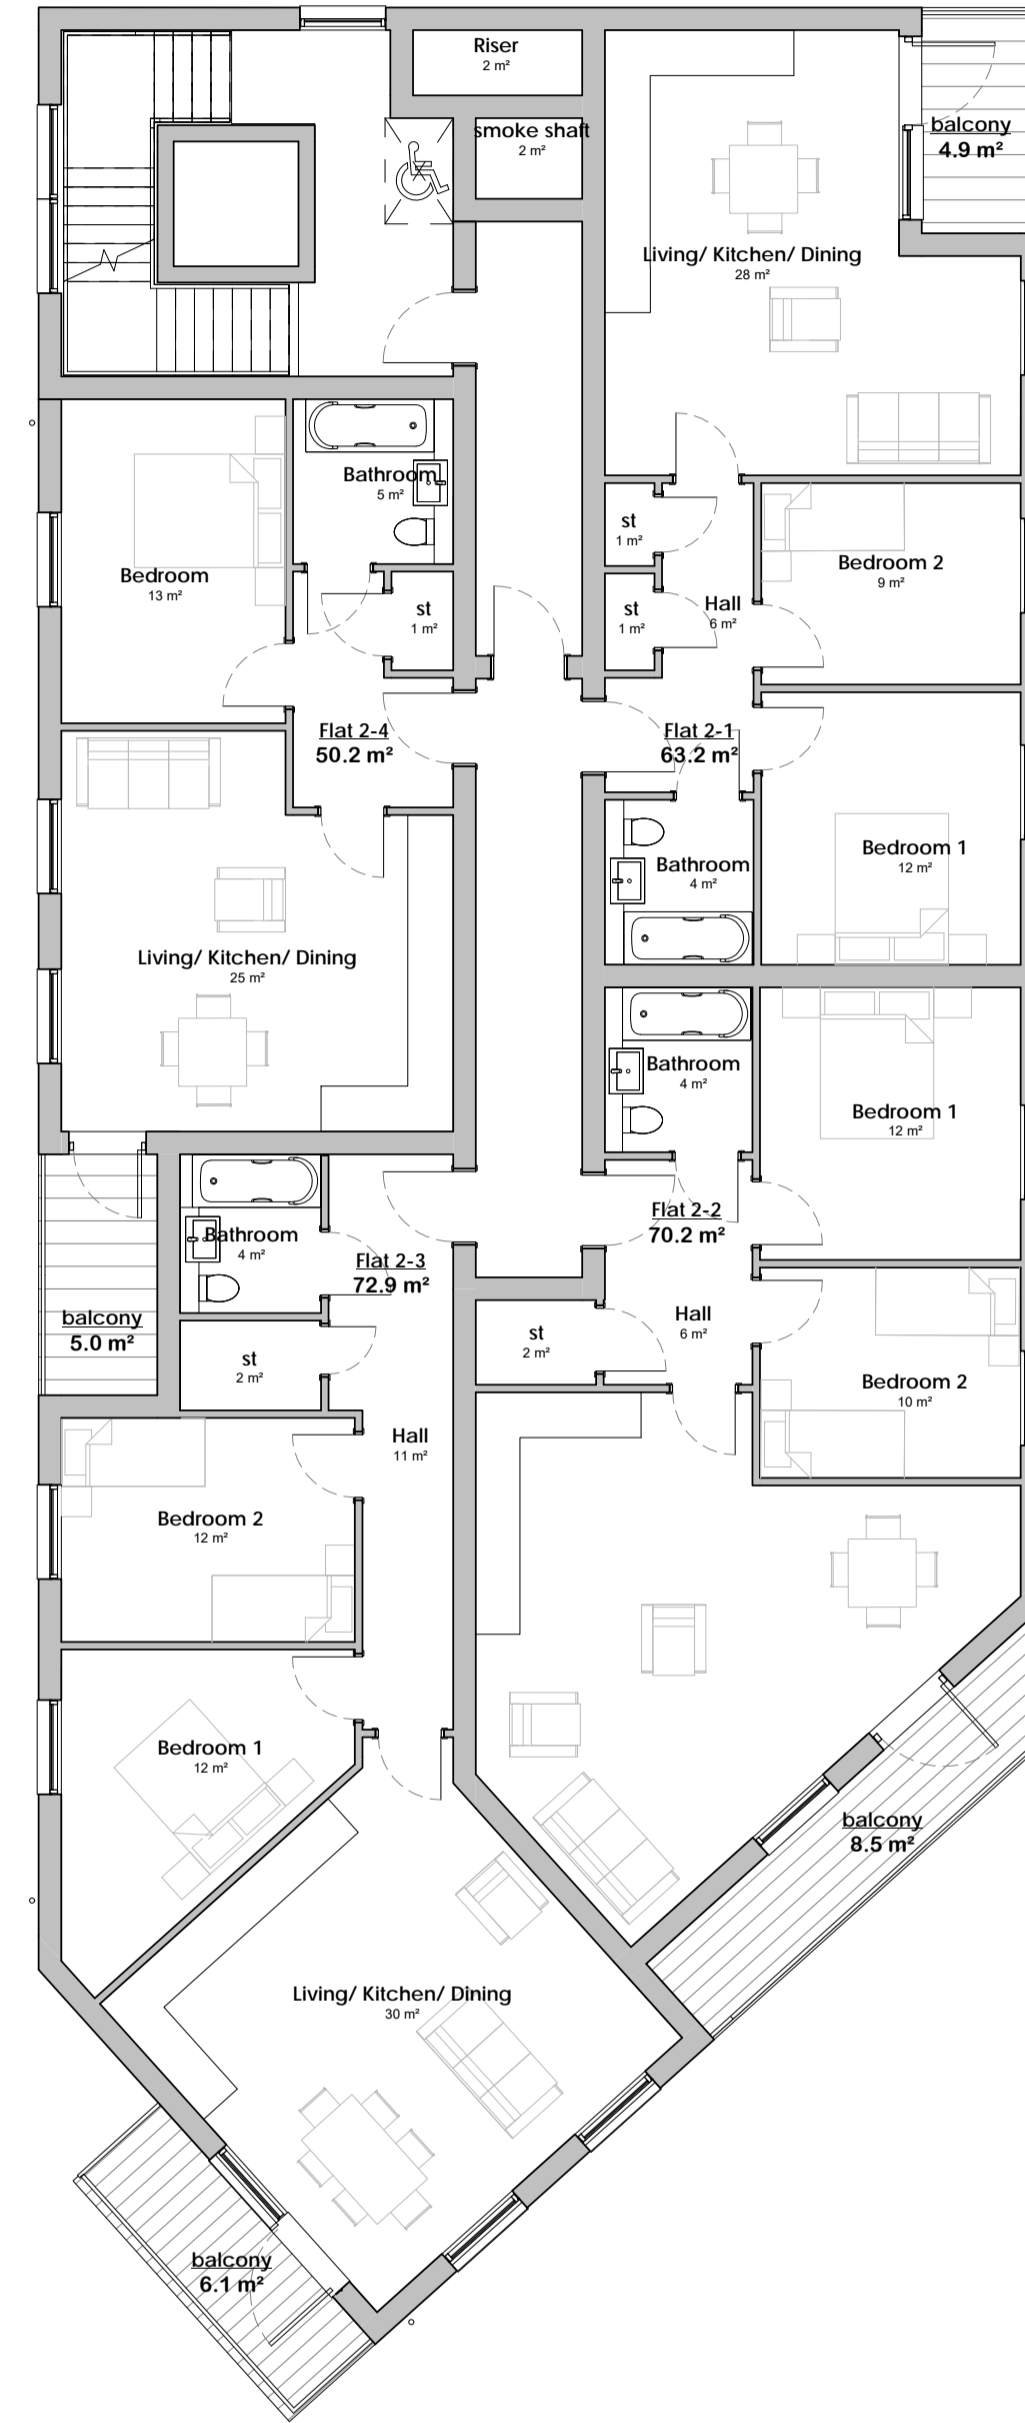 Riser
2 m²
smoke shaft
2 m²
balcony
4.9 m²
Living/ Kitchen/ Dining
28 m²
Bathroom
5 m²
Bedroom
13 m²
st
1 m²
st
1 m²
st
1 m²
Hall
6 m²
Bedroom 2
9 m²
Flat 2-4
50.2 m²
Flat 2-1
63.2 m²
Bedroom 1
12 m²
Bathroom
4 m²
Living/ Kitchen/ Dining
25 m²
Bathroom
4 m²
Bedroom 1
12 m²
Flat 2-2
70.2 m²
Bathroom
4 m²
Flat 2-3
72.9 m²
balcony
5.0 m²
st
2 m²
st
2 m²
Hall
6 m²
Bedroom 2
10 m²
Hall
11 m²
Bedroom 2
12 m²
Bedroom 1
12 m²
balcony
8.5 m²
Living/ Kitchen/ Dining
30 m²
balcony
6.1 m²